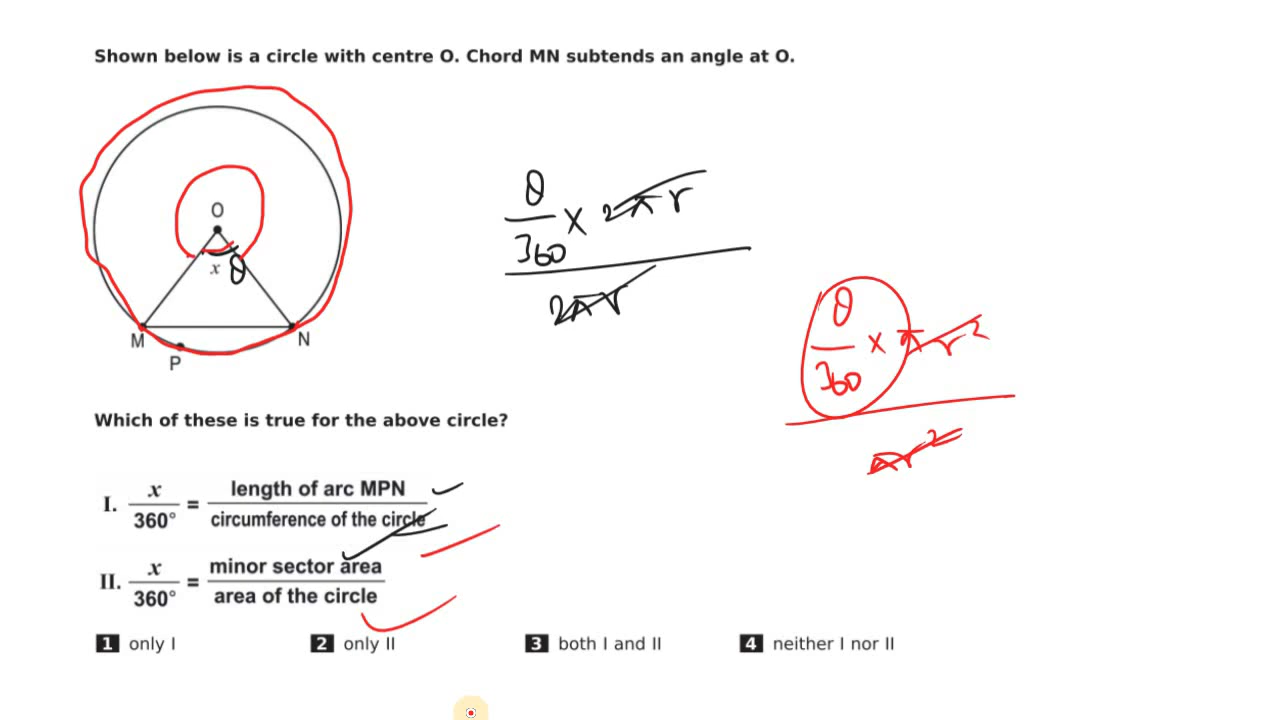 Shown below is a circle with centre O. Chord MN subtends an angle at O.
O
x θ
M
N
P
θ
360
× 2πr
2πr
θ
360
× πr²
πr²
Which of these is true for the above circle?
I. x/360° = length of arc MPN/circumference of the circle
II. x/360° = minor sector area/area of the circle
1 only I 2 only II 3 both I and II 4 neither I nor II